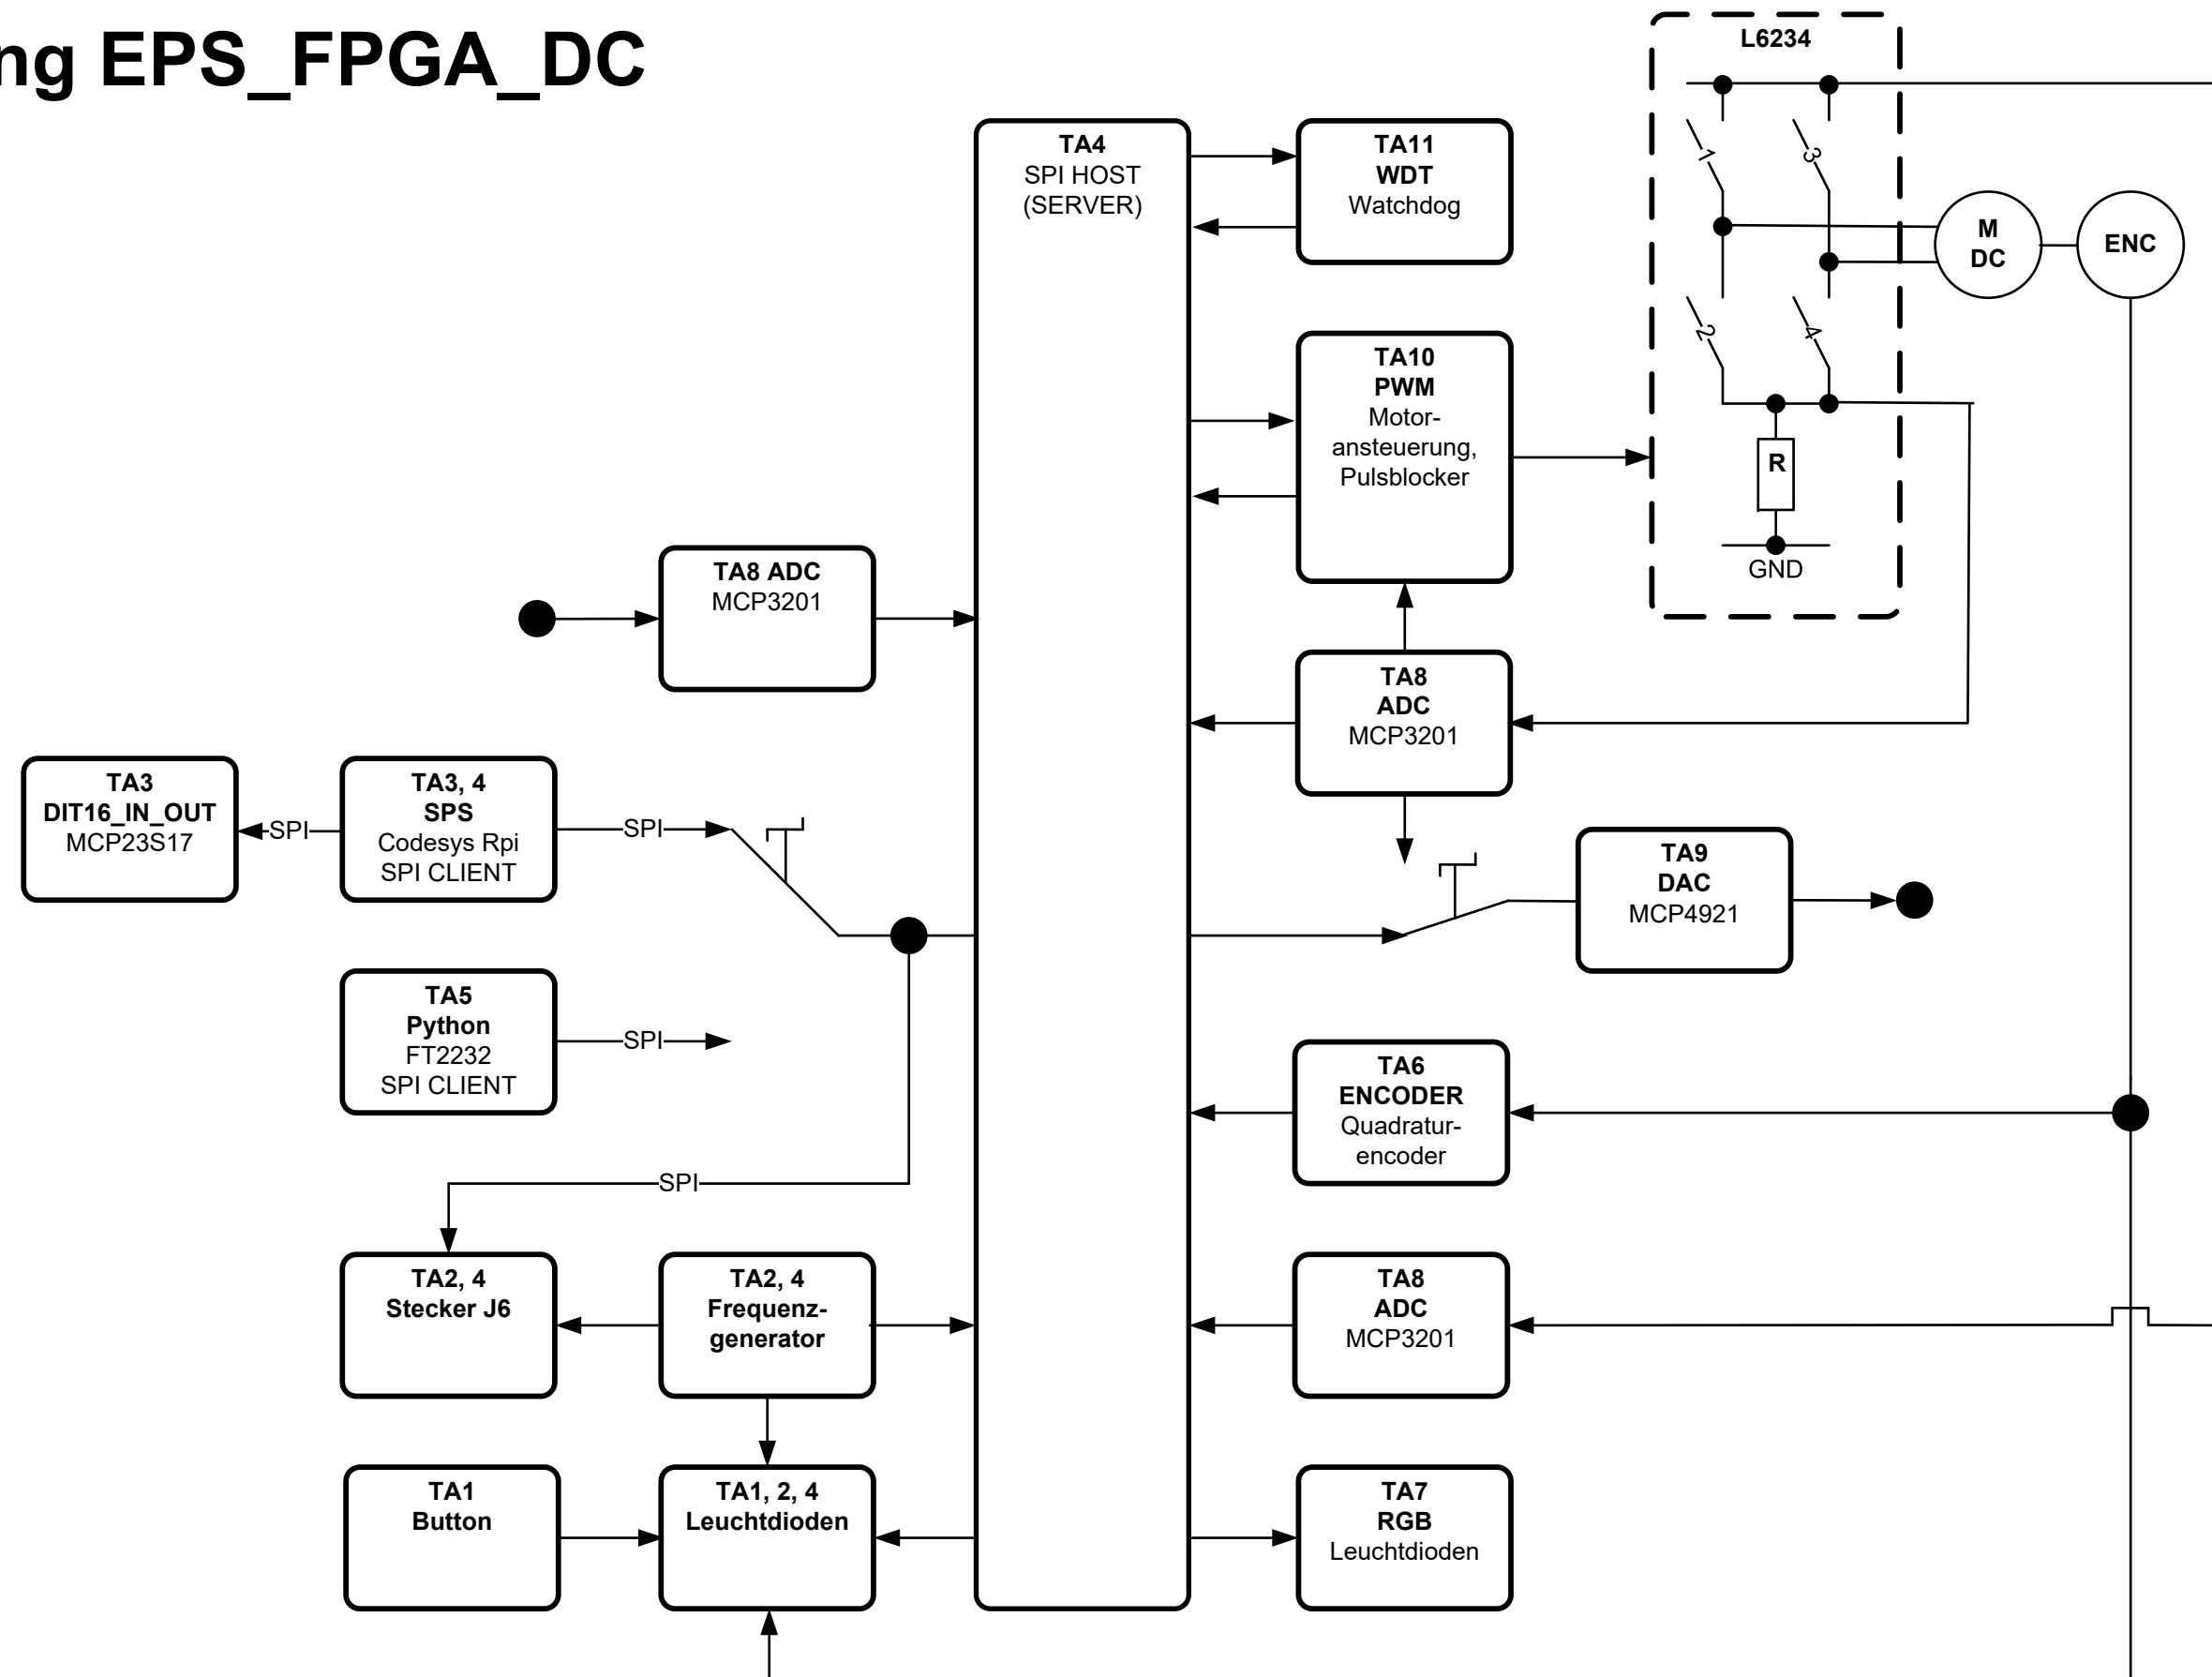 ng EPS_FPGA_DC
L6234
1
3
2
4
M
DC
ENC
R
GND
TA4
SPI HOST
(SERVER)
TA11
WDT
Watchdog
TA10
PWM
Motor-
ansteuerung,
Pulsblocker
TA8 ADC
MCP3201
TA8
ADC
MCP3201
TA3
DIT16_IN_OUT
MCP23S17
SPI
TA3, 4
SPS
Codesys Rpi
SPI CLIENT
SPI
TA9
DAC
MCP4921
TA5
Python
FT2232
SPI CLIENT
SPI
TA6
ENCODER
Quadratur-
encoder
SPI
TA2, 4
Stecker J6
TA2, 4
Frequenz-
generator
TA8
ADC
MCP3201
TA1
Button
TA1, 2, 4
Leuchtdioden
TA7
RGB
Leuchtdioden